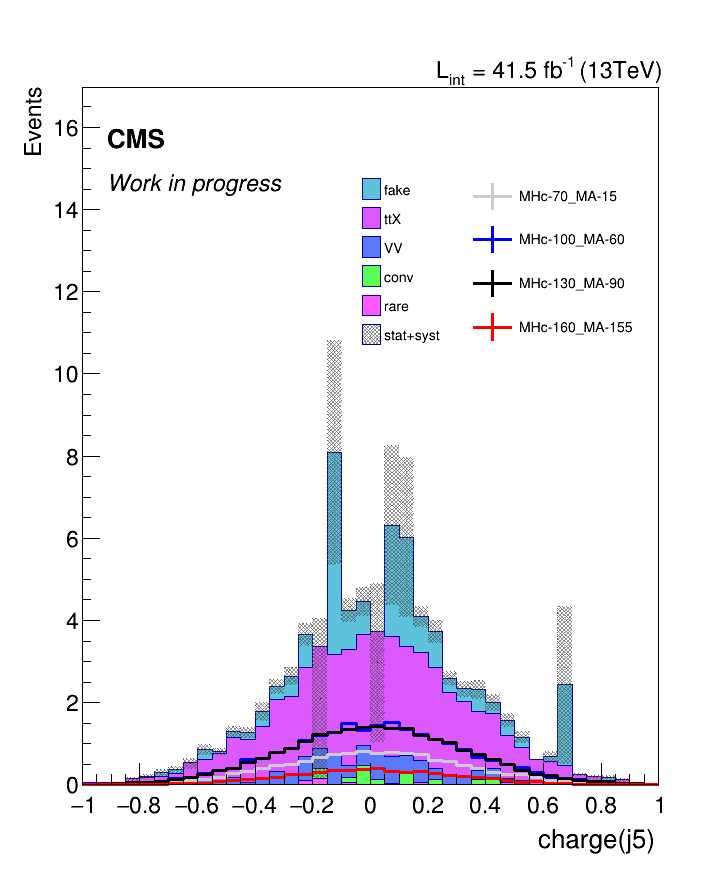 L_int = 41.5 fb^-1 (13TeV)
Events
CMS
Work in progress
fake
ttX
VV
conv
rare
stat+syst
MHc-70_MA-15
MHc-100_MA-60
MHc-130_MA-90
MHc-160_MA-155
16
14
12
10
8
6
4
2
0
−1 −0.8 −0.6 −0.4 −0.2 0 0.2 0.4 0.6 0.8 1
charge(j5)